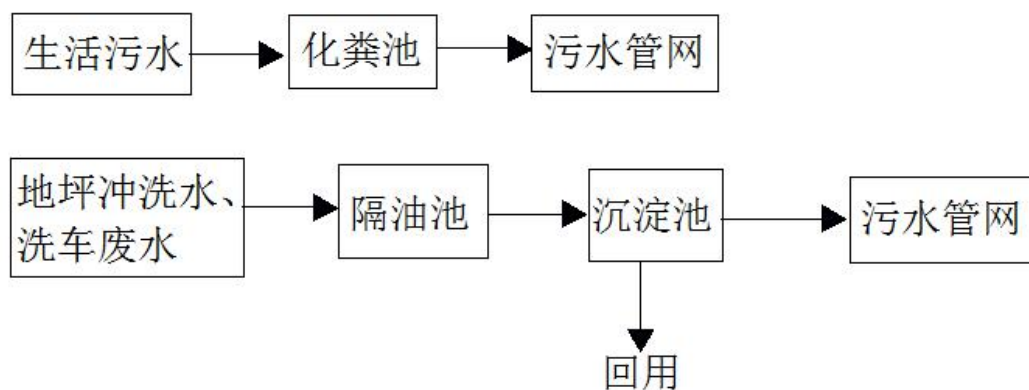 生活污水
化粪池
污水管网
地坪冲洗水、
洗车废水
隔油池
沉淀池
污水管网
回用